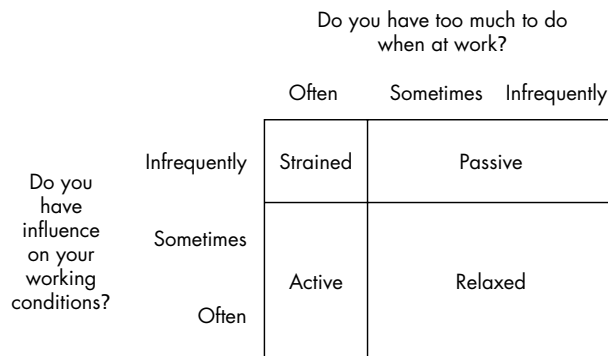 Do you have too much to do
when at work?
Often Sometimes Infrequently
Infrequently Strained Passive
Do you
have
influence
on your
working
conditions?
Sometimes
Active Relaxed
Often